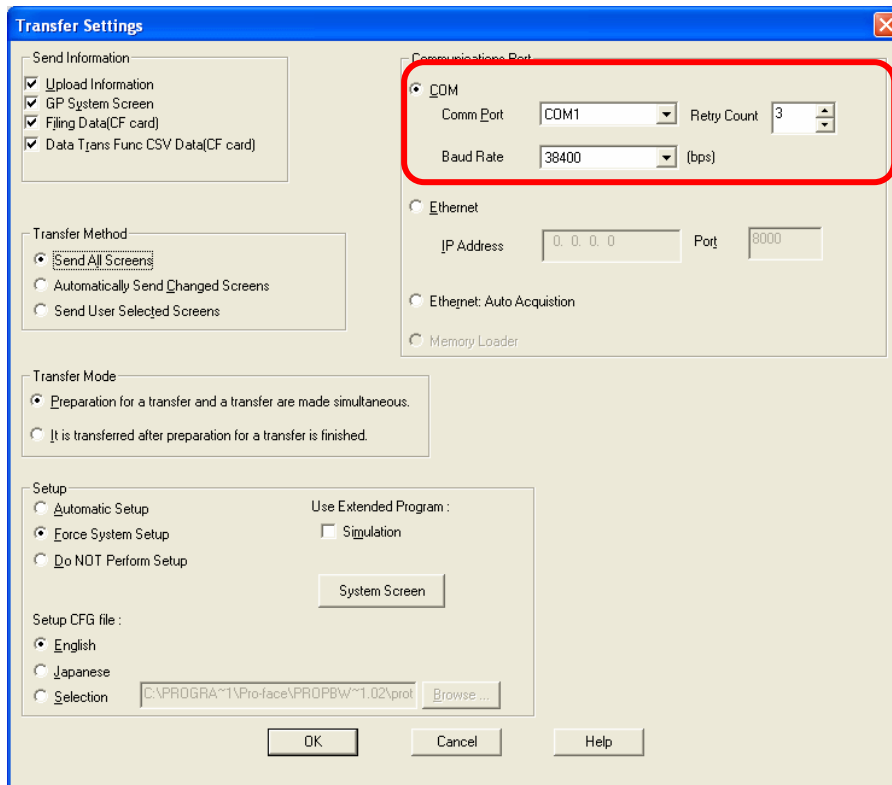 Transfer Settings
Send Information
Upload Information
GP System Screen
Filing Data(CF card)
Data Trans Func CSV Data(CF card)
Communications Port
COM
Comm Port COM1 Retry Count 3
Baud Rate 38400 (bps)
Ethernet
IP Address 0. 0. 0. 0 Port 8000
Ethernet: Auto Acquistion
Memory Loader
Transfer Method
Send All Screens
Automatically Send Changed Screens
Send User Selected Screens
Transfer Mode
Preparation for a transfer and a transfer are made simultaneous.
It is transferred after preparation for a transfer is finished.
Setup
Automatic Setup
Force System Setup
Do NOT Perform Setup
Use Extended Program :
Simulation
System Screen
Setup CFG file :
English
Japanese
Selection C:\PROGRA~1\Pro-face\PROPBW~1.02\prot Browse ...
OK Cancel Help